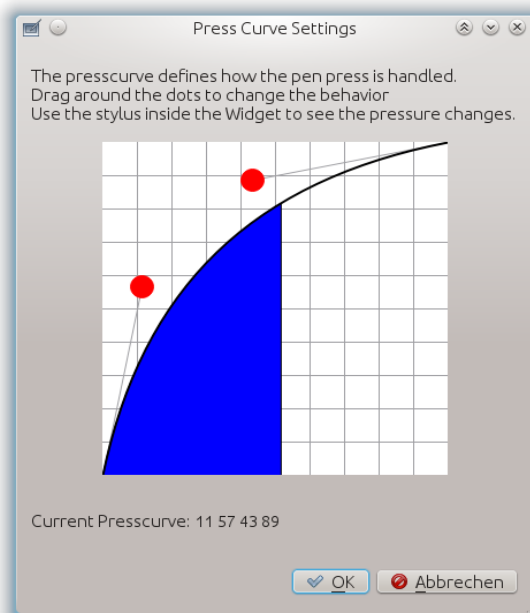 Press Curve Settings
The presscurve defines how the pen press is handled.
Drag around the dots to change the behavior
Use the stylus inside the Widget to see the pressure changes.
Current Presscurve: 11 57 43 89
OK
Abbrechen